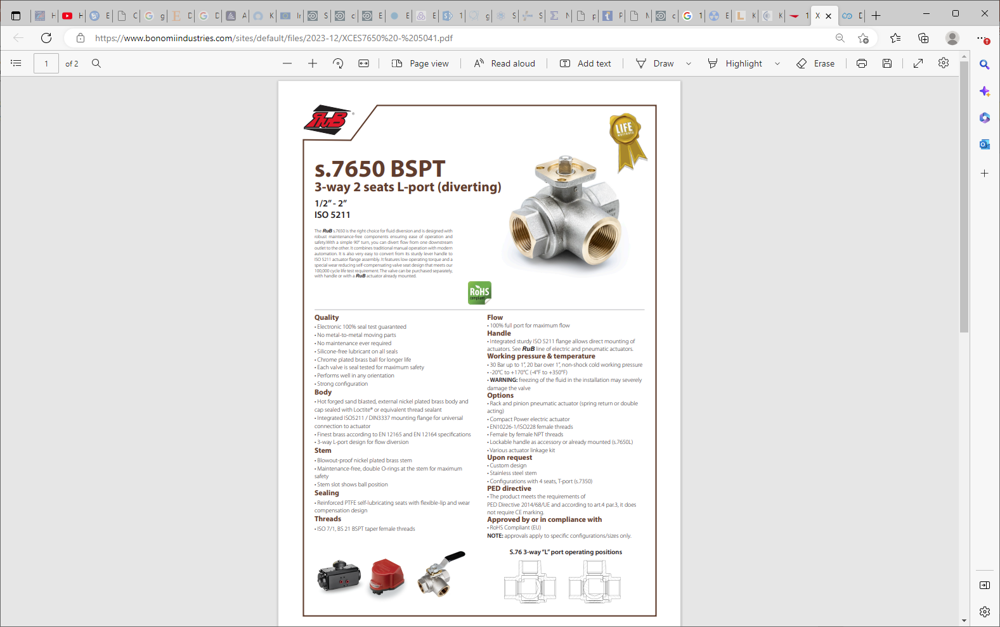 H
H
E
C
g
D
D
A
K
Ir
S
c
E
E
E
1
g
S
S
N
p
P
N
c
1
E
K
K
1
X
D
https://www.bonomiindustries.com/sites/default/files/2023-12/XCES7650%20-%205041.pdf
1
of 2
Page view
Read aloud
Add text
Draw
Highlight
Erase
RuB
LIFE
WARRANTY
s.7650 BSPT
3-way 2 seats L-port (diverting)
1/2” - 2”
ISO 5211
The RuB s.7650 is the right choice for fluid diversion and is designed with
robust maintenance-free components ensuring ease of operation and
safety.With a simple 90° turn, you can divert flow from one downstream
outlet to the other. It combines traditional manual operation with modern
automation. It is also very easy to convert from its sturdy lever handle to
ISO 5211 actuator flange assembly. It features low operating torque and a
special wear reducing self-compensating valve seat design that meets our
100,000 cycle life test requirement. The valve can be purchased separately,
with handle or with a RuB actuator already mounted.
RoHS
compliant
Quality
• Electronic 100% seal test guaranteed
• No metal-to-metal moving parts
• No maintenance ever required
• Silicone-free lubricant on all seals
• Chrome plated brass ball for longer life
• Each valve is seal tested for maximum safety
• Performs well in any orientation
• Strong configuration
Body
• Hot forged sand blasted, external nickel plated brass body and
cap sealed with Loctite® or equivalent thread sealant
• Integrated ISO5211 / DIN3337 mounting flange for universal
connection to actuator
• Finest brass according to EN 12165 and EN 12164 specifications
• 3-way L-port design for flow diversion
Stem
• Blowout-proof nickel plated brass stem
• Maintenance-free, double O-rings at the stem for maximum
safety
• Stem slot shows ball position
Sealing
• Reinforced PTFE self-lubricating seats with flexible-lip and wear
compensation design
Threads
• ISO 7/1, BS 21 BSPT taper female threads
Flow
• 100% full port for maximum flow
Handle
• Integrated sturdy ISO 5211 flange allows direct mounting of
actuators. See RuB line of electric and pneumatic actuators.
Working pressure & temperature
• 30 Bar up to 1”, 20 bar over 1”, non-shock cold working pressure
• -20°C to +170°C (-4°F to +350°F)
• WARNING: freezing of the fluid in the installation may severely
damage the valve
Options
• Rack and pinion pneumatic actuator (spring return or double
acting)
• Compact Power electric actuator
• EN10226-1/ISO228 female threads
• Female by female NPT threads
• Lockable handle as accessory or already mounted (s.7650L)
• Various actuator linkage kit
Upon request
• Custom design
• Stainless steel stem
• Configurations with 4 seats, T-port (s.7350)
PED directive
• The product meets the requirements of
PED Directive 2014/68/UE and according to art.4 par.3, it does
not require CE marking.
Approved by or in compliance with
• RoHS Compliant (EU)
NOTE: approvals apply to specific configurations/sizes only.
S.76 3-way “L” port operating positions